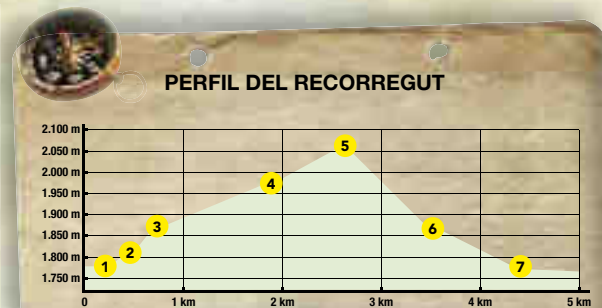 PERFIL DEL RECORREGUT
2.100 m
2.050 m
5
2.000 m
4
1.950 m
1.900 m
3
6
1.850 m
2
1.800 m
1
7
1.750 m
0 1 km 2 km 3 km 4 km 5 km